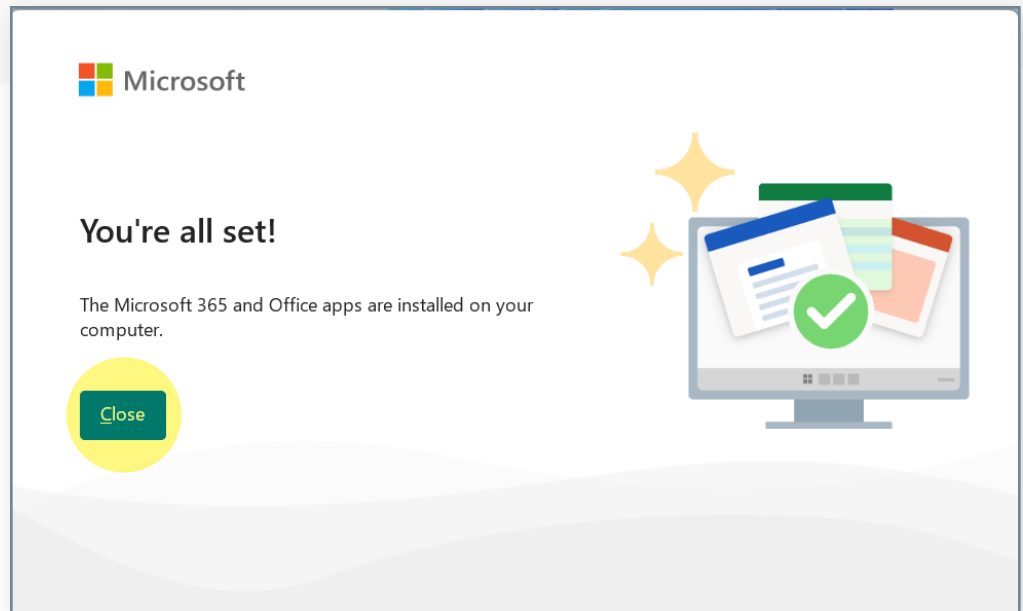 Microsoft
You're all set!
The Microsoft 365 and Office apps are installed on your
computer.
Close